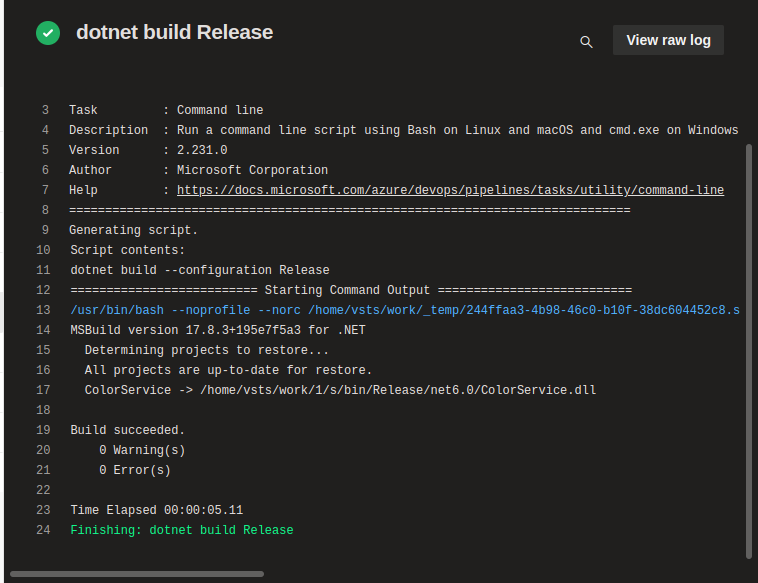 dotnet build Release
View raw log
3 Task : Command line
4 Description : Run a command line script using Bash on Linux and macOS and cmd.exe on Windows
5 Version : 2.231.0
6 Author : Microsoft Corporation
7 Help : https://docs.microsoft.com/azure/devops/pipelines/tasks/utility/command-line
8 ==============================================================================
9 Generating script.
10 Script contents:
11 dotnet build --configuration Release
12 ========================== Starting Command Output ===========================
13 /usr/bin/bash --noprofile --norc /home/vsts/work/_temp/244ffaa3-4b98-46c0-b10f-38dc604452c8.s
14 MSBuild version 17.8.3+195e7f5a3 for .NET
15 Determining projects to restore...
16 All projects are up-to-date for restore.
17 ColorService -> /home/vsts/work/1/s/bin/Release/net6.0/ColorService.dll
18
19 Build succeeded.
20 0 Warning(s)
21 0 Error(s)
22
23 Time Elapsed 00:00:05.11
24 Finishing: dotnet build Release